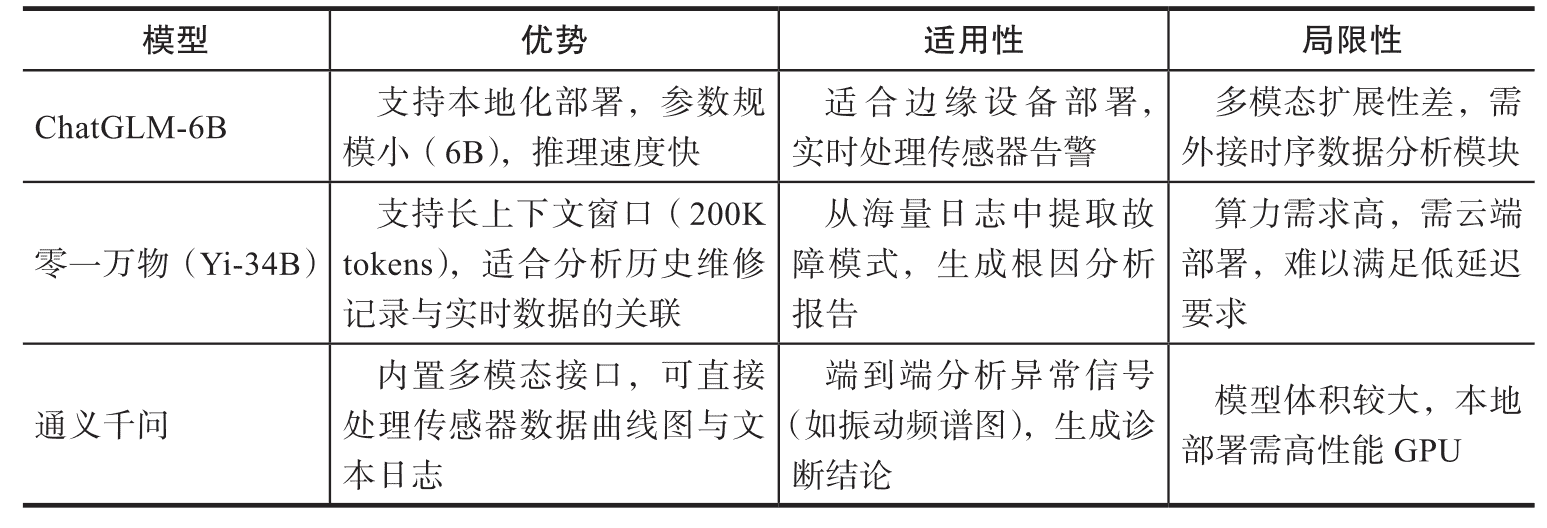 模型 优势 适用性 局限性
ChatGLM-6B
支持本地化部署，参数规
模小（6B），推理速度快
适合边缘设备部署，
实时处理传感器告警
多模态扩展性差，需
外接时序数据分析模块
零一万物（Yi-34B）
支持长上下文窗口（200K
tokens），适合分析历史维修
记录与实时数据的关联
从海量日志中提取故
障模式，生成根因分析
报告
算力需求高，需云端
部署，难以满足低延迟
要求
通义千问
内置多模态接口，可直接
处理传感器数据曲线图与文
本日志
端到端分析异常信号
（如振动频谱图），生成诊
断结论
模型体积较大，本地
部署需高性能 GPU